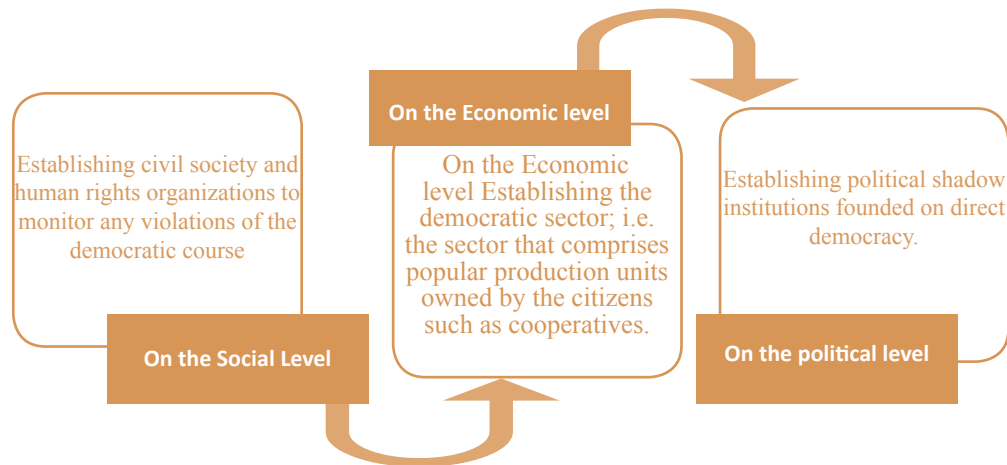 Establishing civil society and
human rights organizations to
monitor any violations of the
democratic course
On the Social Level
On the Economic level
On the Economic
level Establishing the
democratic sector; i.e.
the sector that comprises
popular production units
owned by the citizens
such as cooperatives.
Establishing political shadow
institutions founded on direct
democracy.
On the political level